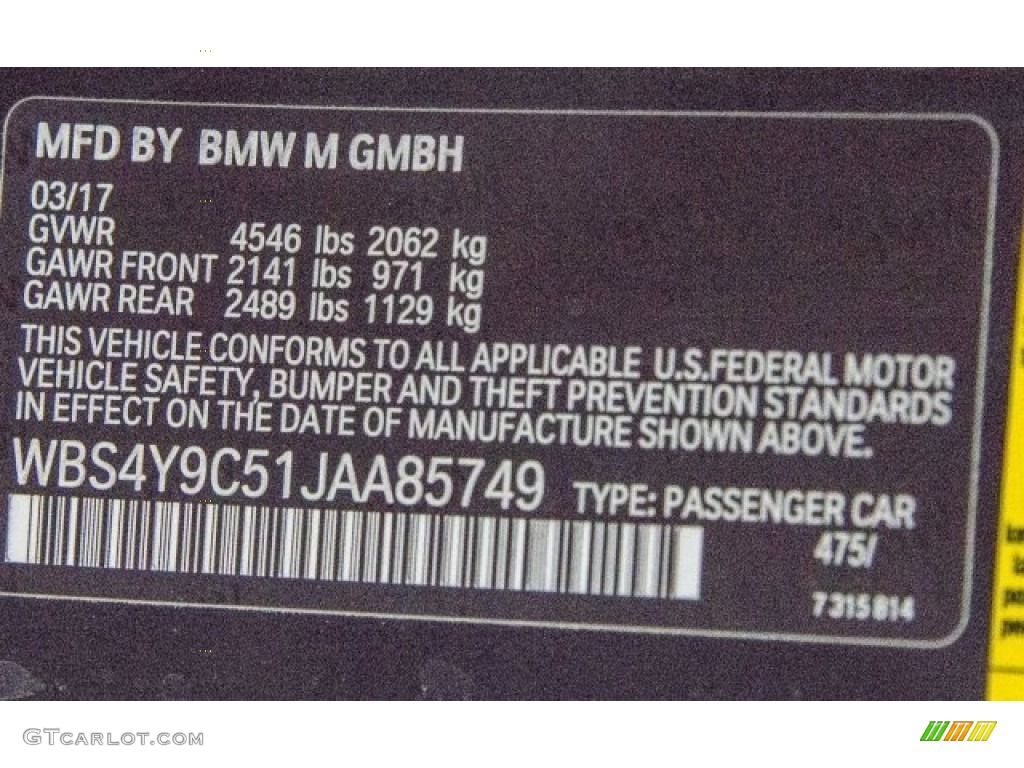 MFD BY BMW M GMBH
03/17
GVWR 4546 lbs 2062 kg
GAWR FRONT 2141 lbs 971 kg
GAWR REAR 2489 lbs 1129 kg
THIS VEHICLE CONFORMS TO ALL APPLICABLE U.S.FEDERAL MOTOR
VEHICLE SAFETY, BUMPER AND THEFT PREVENTION STANDARDS
IN EFFECT ON THE DATE OF MANUFACTURE SHOWN ABOVE.
WBS4Y9C51JAA85749 TYPE: PASSENGER CAR
475/
7315814
GTCARLOT.COM